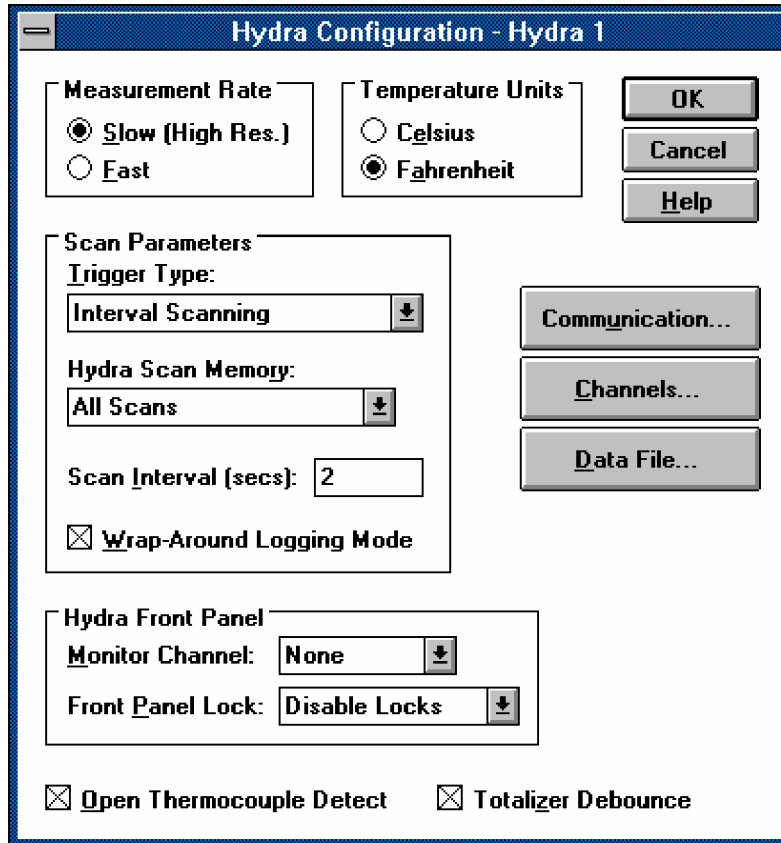 Hydra Configuration - Hydra 1
Measurement Rate
Slow (High Res.)
Fast
Temperature Units
Celsius
Fahrenheit
OK
Cancel
Help
Scan Parameters
Trigger Type:
Interval Scanning
Hydra Scan Memory:
All Scans
Scan Interval (secs): 2
Wrap-Around Logging Mode
Communication...
Channels...
Data File...
Hydra Front Panel
Monitor Channel: None
Front Panel Lock: Disable Locks
Open Thermocouple Detect
Totalizer Debounce